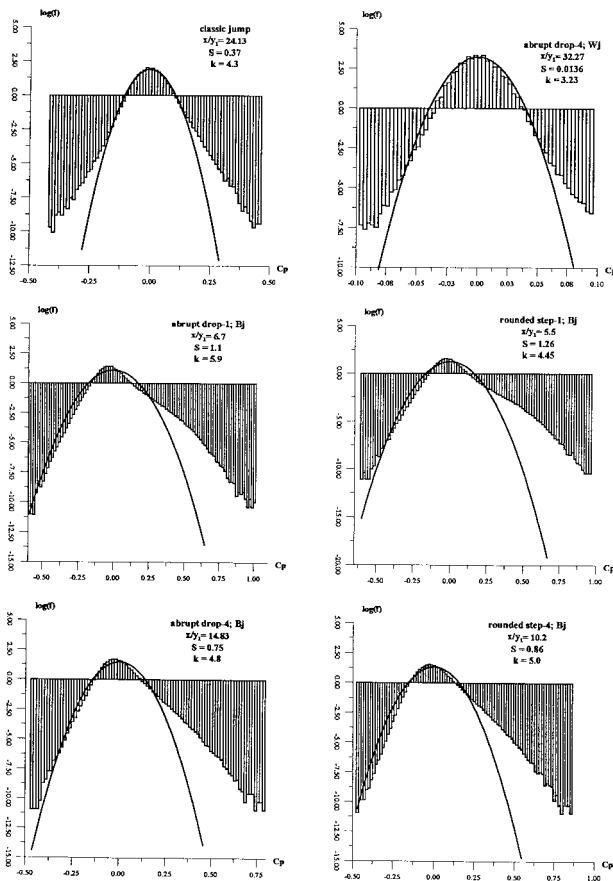 log(f)
classic jump
x/y₁= 24.13
S = 0.37
k = 4.3
5.00
2.50
0.00
-2.50
-5.00
-7.50
-10.00
-12.50
-0.50
-0.25
0.00
0.25
0.50
Cp
log(f)
abrupt drop-4; Wj
x/y₁= 32.27
S = 0.0136
k = 3.23
5.00
2.50
0.00
-2.50
-5.00
-7.50
-10.00
-0.10
-0.08
-0.05
-0.03
0.00
0.03
0.05
0.08
0.10
Cp
log(f)
abrupt drop-1; Bj
x/y₁= 6.7
S = 1.1
k = 5.9
5.00
2.50
0.00
-2.50
-5.00
-7.50
-10.00
-12.50
-15.00
-0.50
-0.25
0.00
0.25
0.50
0.75
1.00
Cp
log(f)
rounded step-1; Bj
x/y₁= 5.5
S = 1.26
k = 4.45
5.00
0.00
-5.00
-10.00
-15.00
-20.00
-0.50
-0.25
0.00
0.25
0.50
0.75
1.00
Cp
log(f)
abrupt drop-4; Bj
x/y₁= 14.83
S = 0.75
k = 4.8
5.00
2.50
0.00
-2.50
-5.00
-7.50
-10.00
-12.50
-15.00
-0.40
-0.20
0.00
0.20
0.40
0.60
0.80
Cp
log(f)
rounded step-4; Bj
x/y₁= 10.2
S = 0.86
k = 5.0
5.00
2.50
0.00
-2.50
-5.00
-7.50
-10.00
-12.50
-15.00
-0.50
-0.25
0.00
0.25
0.50
0.75
1.00
Cp